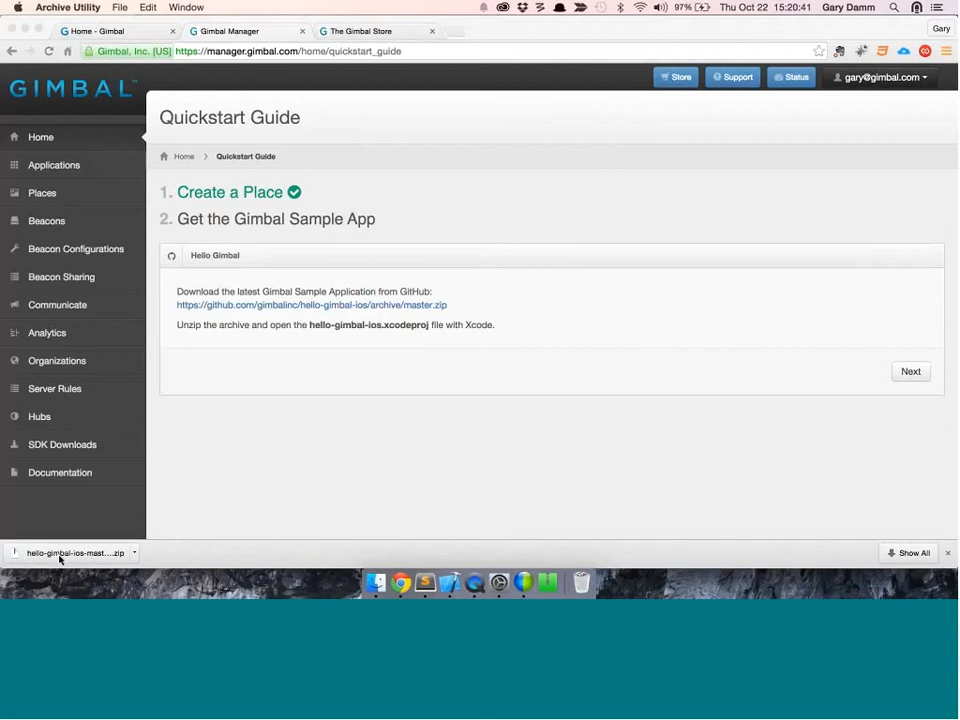 Archive Utility File Edit Window 97% Thu Oct 22 15:20:41 Gary Damm
Home - Gimbal Gimbal Manager The Gimbal Store Gary
Gimbal, Inc. [US] https://manager.gimbal.com/home/quickstart_guide
GIMBAL Store Support Status gary@gimbal.com
Quickstart Guide
Home Quickstart Guide
Home
Applications
Places
Beacons
Beacon Configurations
Beacon Sharing
Communicate
Analytics
Organizations
Server Rules
Hubs
SDK Downloads
Documentation
1. Create a Place
2. Get the Gimbal Sample App
Hello Gimbal
Download the latest Gimbal Sample Application from GitHub:
https://github.com/gimbalinc/hello-gimbal-ios/archive/master.zip
Unzip the archive and open the hello-gimbal-ios.xcodeproj file with Xcode.
Next
hello-gimbal-ios-mast....zip Show All